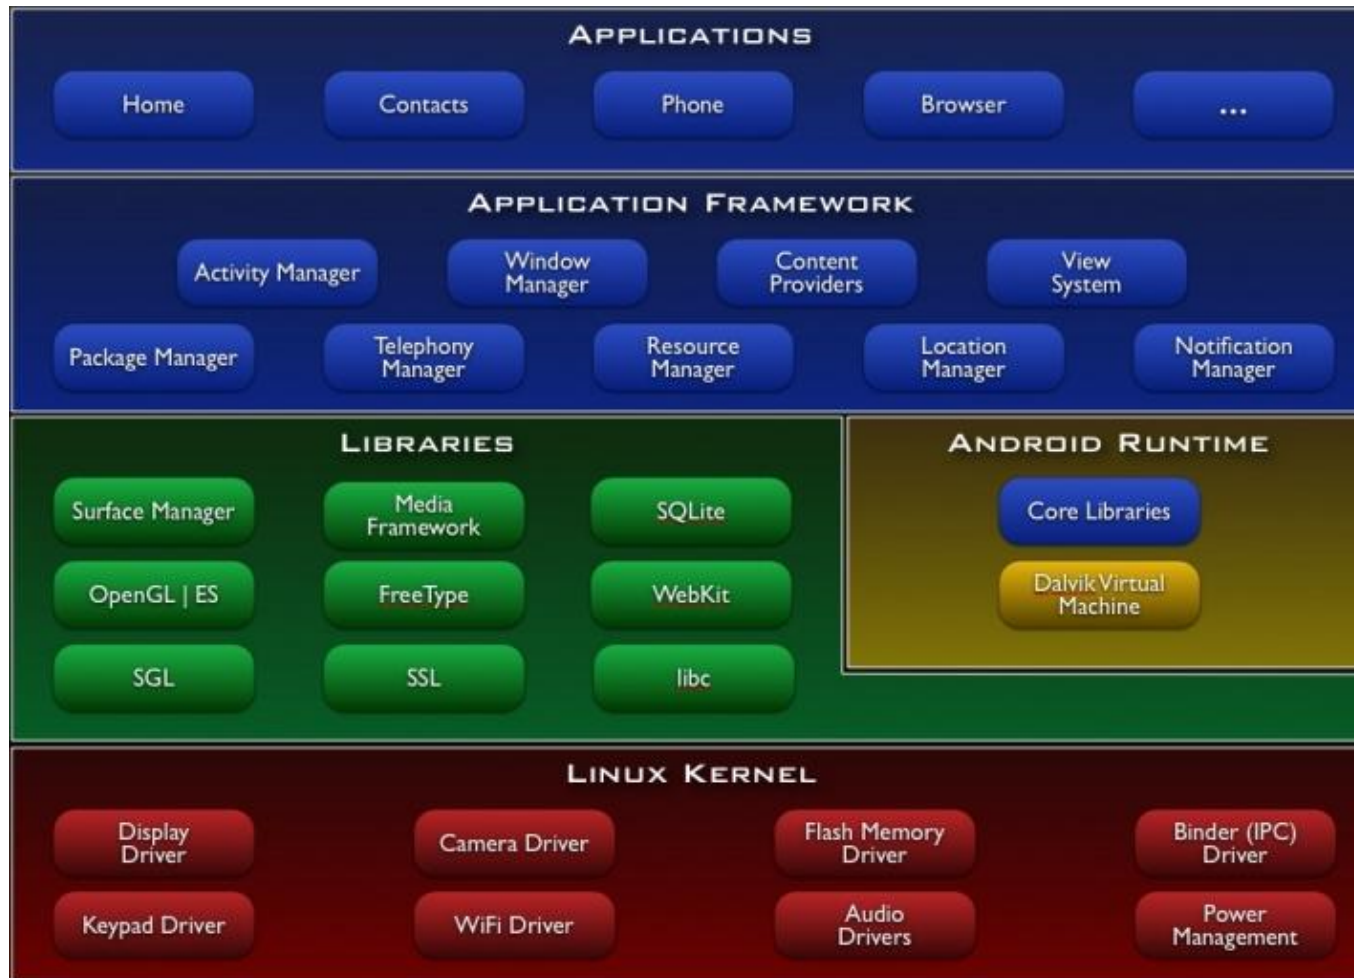 APPLICATIONS
Home
Contacts
Phone
Browser
...
APPLICATION FRAMEWORK
Activity Manager
Window
Manager
Content
Providers
View
System
Package Manager
Telephony
Manager
Resource
Manager
Location
Manager
Notification
Manager
LIBRARIES
Surface Manager
Media
Framework
SQLite
OpenGL | ES
FreeType
WebKit
SGL
SSL
libc
ANDROID RUNTIME
Core Libraries
Dalvik Virtual
Machine
LINUX KERNEL
Display
Driver
Camera Driver
Flash Memory
Driver
Binder (IPC)
Driver
Keypad Driver
WiFi Driver
Audio
Drivers
Power
Management